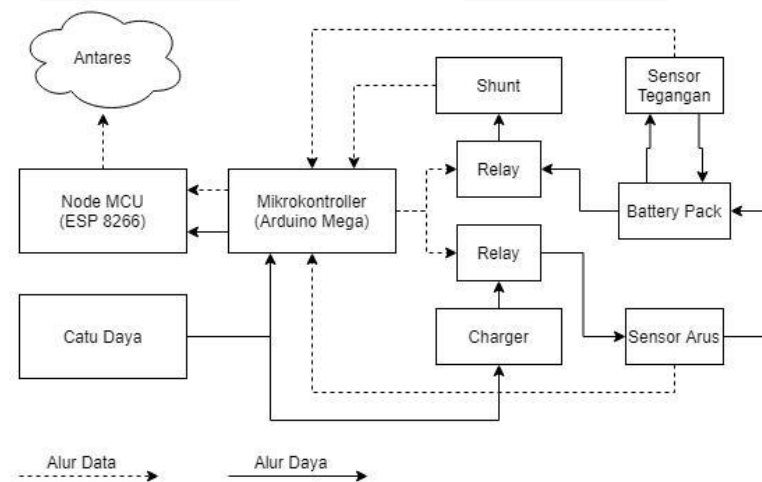 Antares
Shunt
Sensor
Tegangan
Relay
Node MCU
(ESP 8266)
Mikrokontroller
(Arduino Mega)
Battery Pack
Relay
Catu Daya
Charger
Sensor Arus
Alur Data
Alur Daya